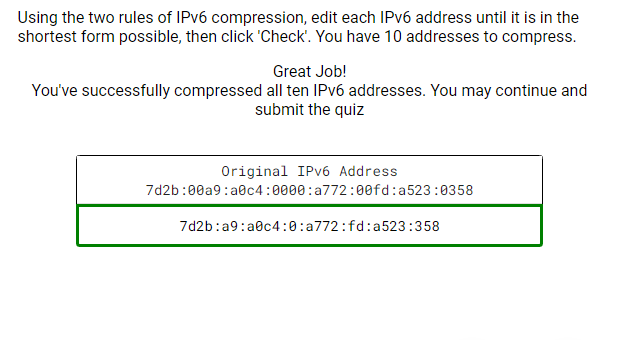 Using the two rules of IPv6 compression, edit each IPv6 address until it is in the
shortest form possible, then click 'Check'. You have 10 addresses to compress.
Great Job!
You've successfully compressed all ten IPv6 addresses. You may continue and
submit the quiz
Original IPv6 Address
7d2b:00a9:a0c4:0000:a772:00fd:a523:0358
7d2b:a9:a0c4:0:a772:fd:a523:358